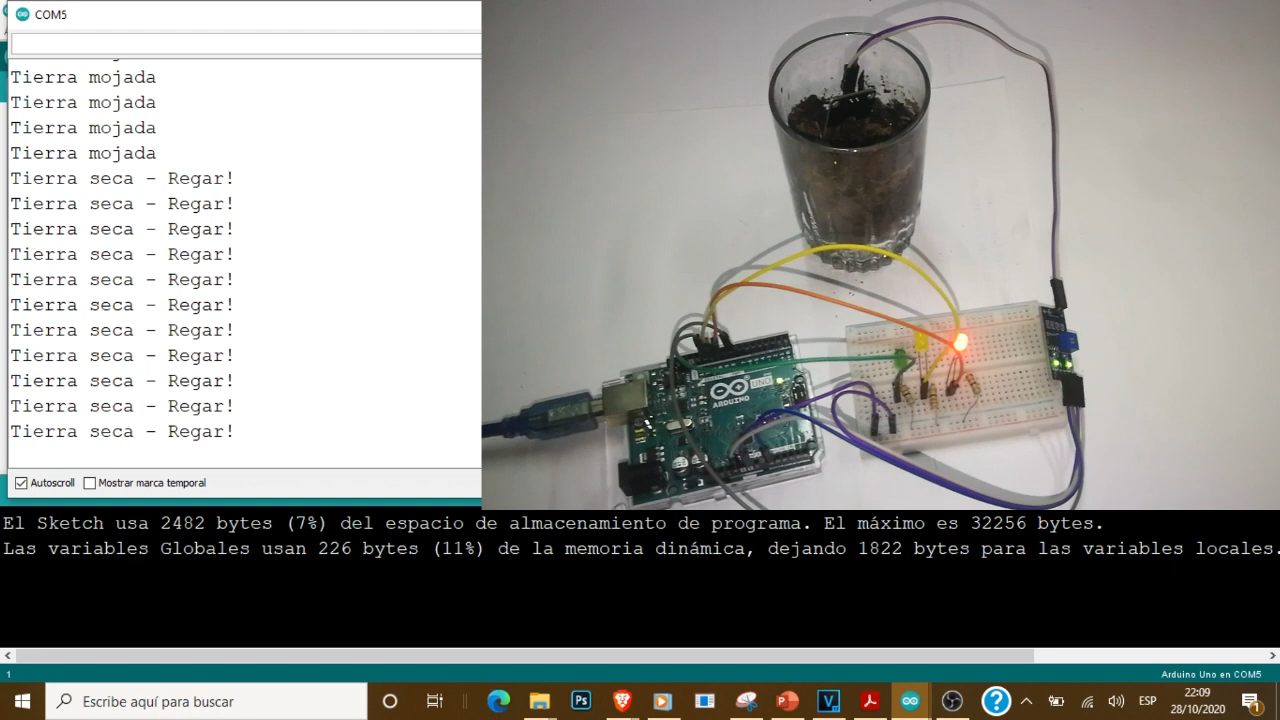 COM5
Tierra mojada
Tierra mojada
Tierra mojada
Tierra mojada
Tierra seca - Regar!
Tierra seca - Regar!
Tierra seca - Regar!
Tierra seca - Regar!
Tierra seca - Regar!
Tierra seca - Regar!
Tierra seca - Regar!
Tierra seca - Regar!
Tierra seca - Regar!
Tierra seca - Regar!
Tierra seca - Regar!
Autoscroll Mostrar marca temporal
UNO
ARDUINO
El Sketch usa 2482 bytes (7%) del espacio de almacenamiento de programa. El máximo es 32256 bytes.
Las variables Globales usan 226 bytes (11%) de la memoria dinámica, dejando 1822 bytes para las variables locales.
1
Arduino Uno en COM5
Escribe aquí para buscar
Ps
ESP
22:09
28/10/2020
1